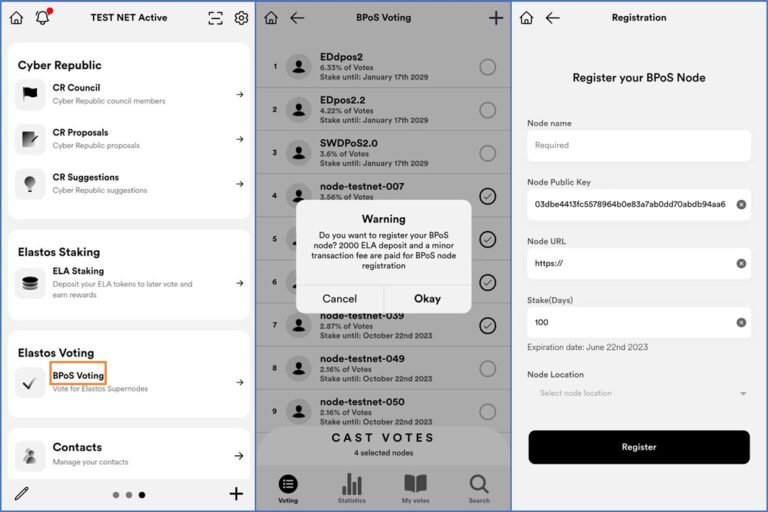 TEST NET Active
Cyber Republic
CR Council
Cyber Republic council members
CR Proposals
Cyber Republic proposals
CR Suggestions
Cyber Republic suggestions
Elastos Staking
ELA Staking
Deposit your ELA tokens to later vote and
earn rewards
Elastos Voting
BPoS Voting
Vote for Elastos Supernodes
Contacts
Manage your contacts
BPoS Voting
1
EDdpos2
6.33% of Votes
Stake until: January 17th 2029
2
EDpos2.2
4.22% of Votes
Stake until: January 17th 2029
3
SWDPoS2.0
3.6% of Votes
Stake until: January 17th 2029
4
node-testnet-007
3.56% of Votes
5
6
Warning
Do you want to register your BPoS
node? 2000 ELA deposit and a minor
transaction fee are paid for BPoS node
registration
Cancel
Okay
7
node-testnet-039
2.87% of Votes
Stake until: October 22nd 2023
8
node-testnet-049
2.16% of Votes
Stake until: October 22nd 2023
9
node-testnet-050
2.16% of Votes
Stake until: October 22nd 2023
CAST VOTES
4 selected nodes
Voting
Statistics
My votes
Search
Registration
Register your BPoS Node
Node name
Required
Node Public Key
03dbe4413fc5578964b0e83a7ab0dd70abdb94aa6
Node URL
https://
Stake(Days)
100
Expiration date: June 22nd 2023
Node Location
Select node location
Register